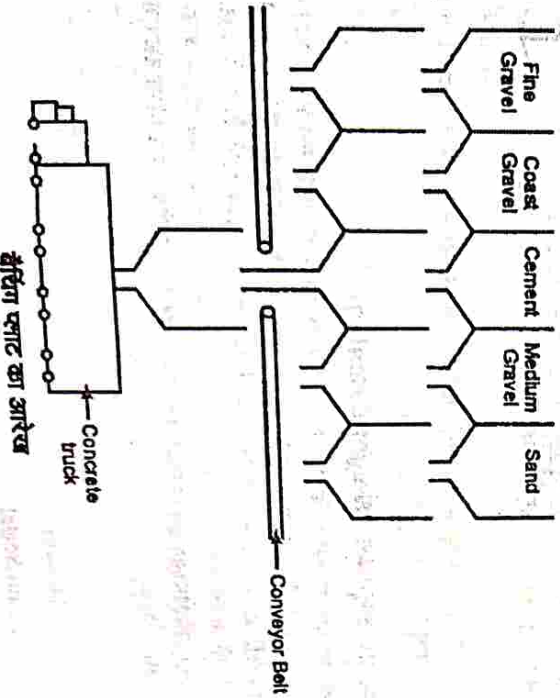 Fine
Gravel
Coast
Gravel
Cement
Medium
Gravel
Sand
Conveyor Belt
Concrete
truck
बैचिंग प्लांट का आरेख